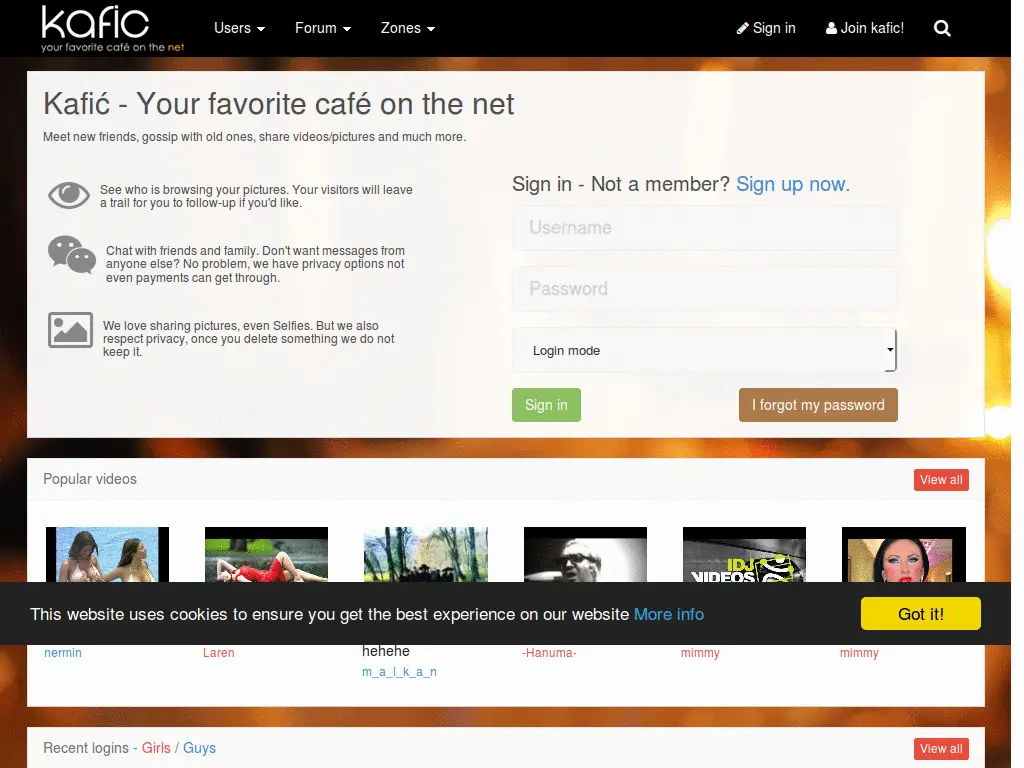 kafic
your favorite café on the net
Users
Forum
Zones
Sign in
Join kafic!
Kafić - Your favorite café on the net
Meet new friends, gossip with old ones, share videos/pictures and much more.
See who is browsing your pictures. Your visitors will leave
a trail for you to follow-up if you'd like.
Chat with friends and family. Don't want messages from
anyone else? No problem, we have privacy options not
even payments can get through.
We love sharing pictures, even Selfies. But we also
respect privacy, once you delete something we do not
keep it.
Sign in - Not a member? Sign up now.
Username
Password
Login mode
Sign in
I forgot my password
Popular videos
View all
IDJ
VIDEOS
This website uses cookies to ensure you get the best experience on our website More info
Got it!
nermin
Laren
hehehe
m_a_l_k_a_n
-Hanuma-
mimmy
mimmy
Recent logins - Girls / Guys
View all